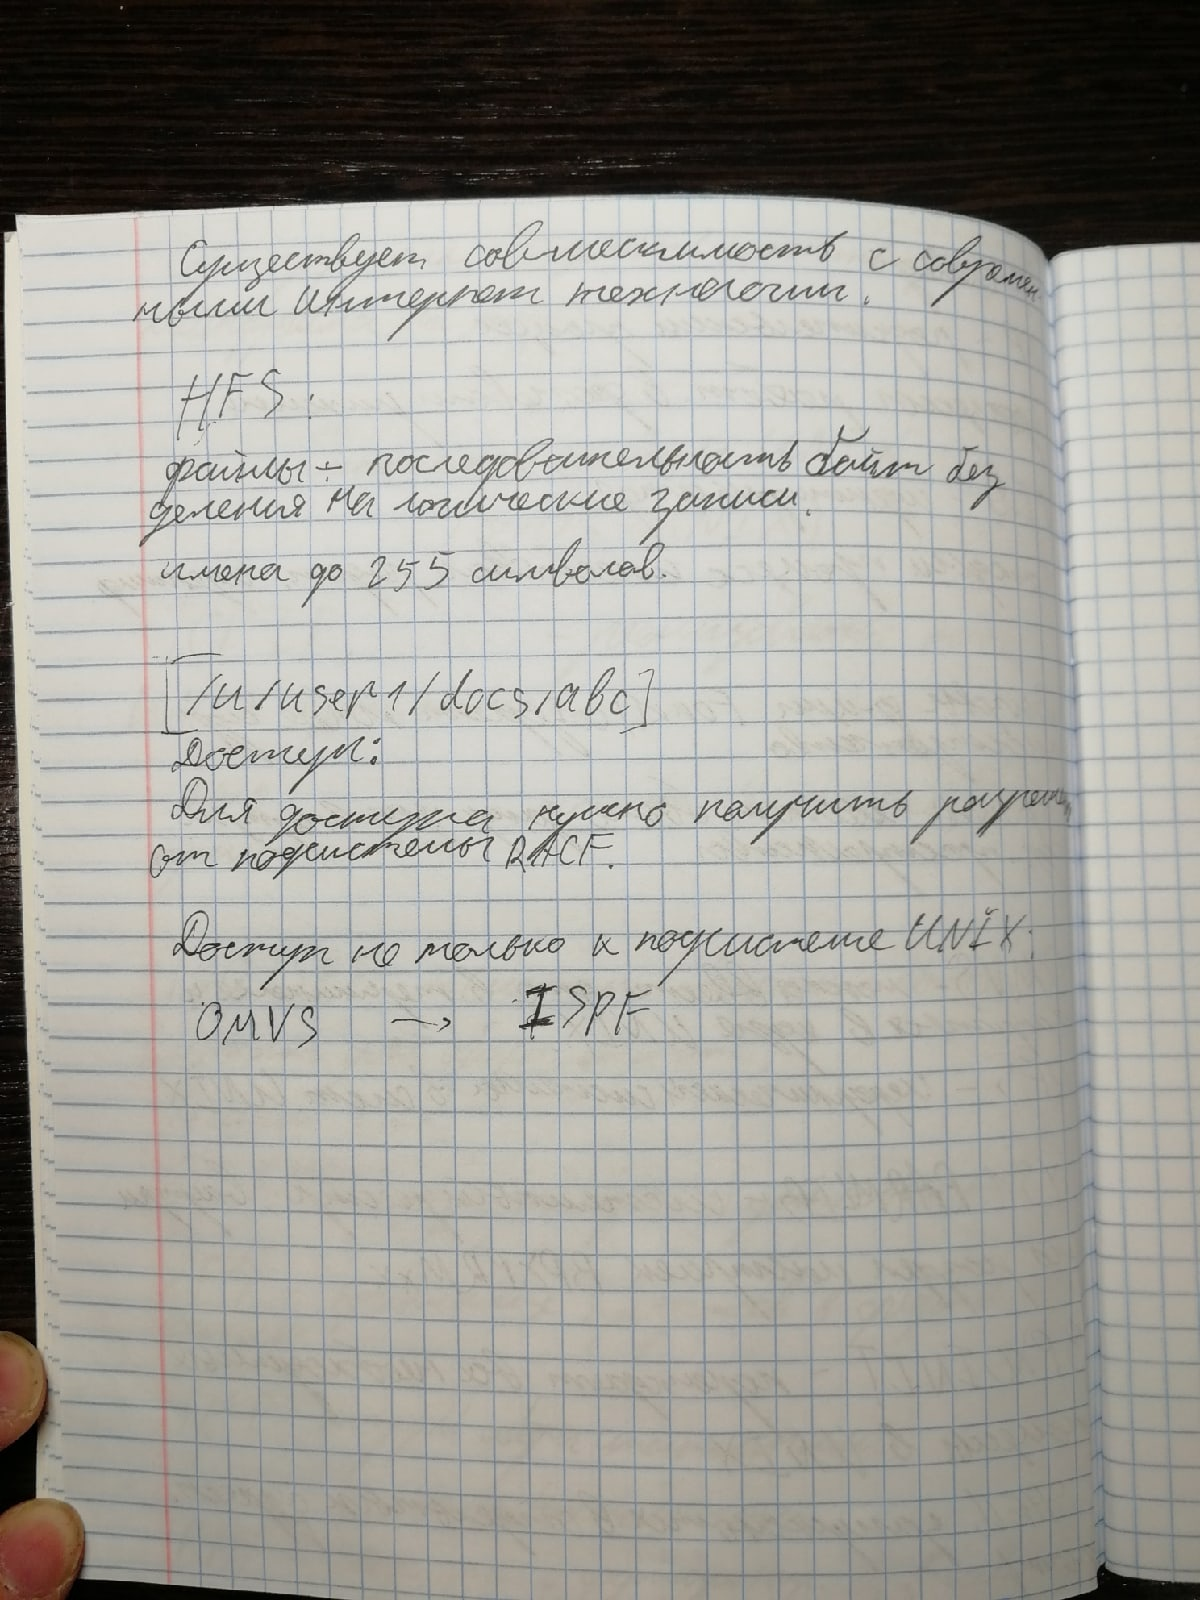 Существует совместимость с современ
ными Интернет технологии.
HFS:
файлы - последовательность байт без
деления на логические записи.
имена до 255 символов.
[/u/user1/docs/abc]
Доступ:
Для доступа нужно получить разрешен
от подсистемы RACF.
Доступ не только к подсистеме UNIX:
OMVS → ISPF